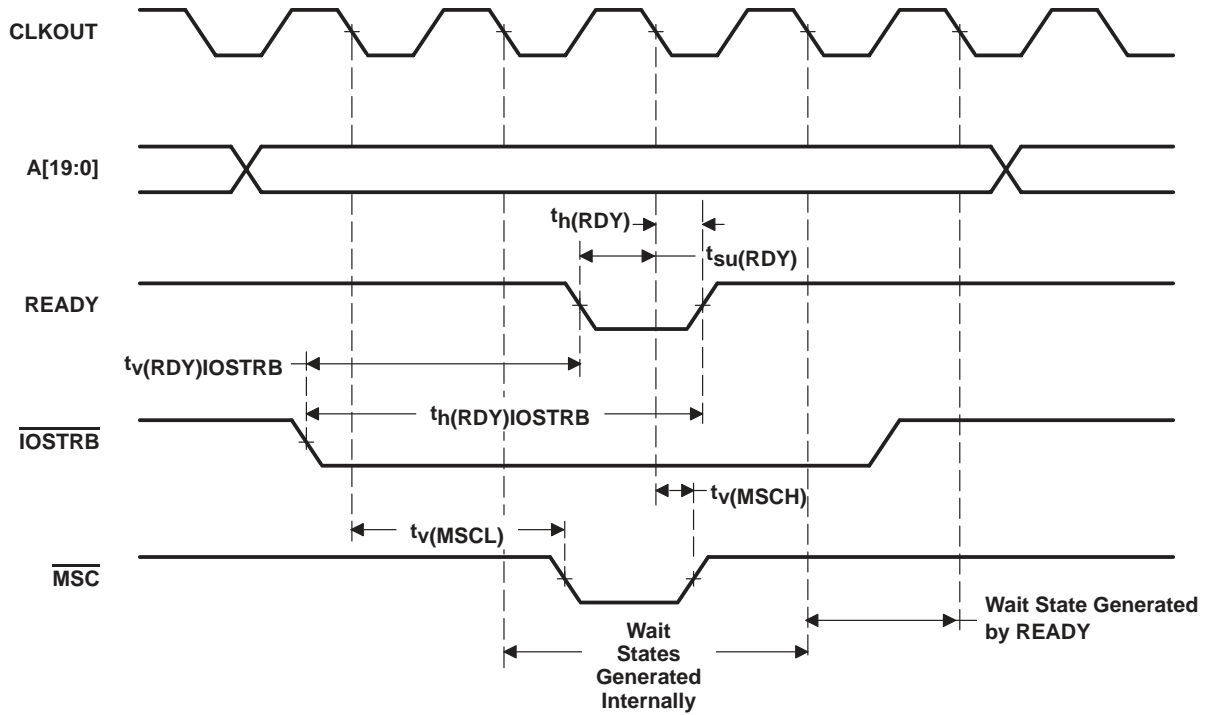 CLKOUT
A[19:0]
th(RDY)
tsu(RDY)
READY
tv(RDY)IOSTRB
th(RDY)IOSTRB
IOSTRB
tv(MSCH)
tv(MSCL)
MSC
Wait State Generated
by READY
Wait
States
Generated
Internally